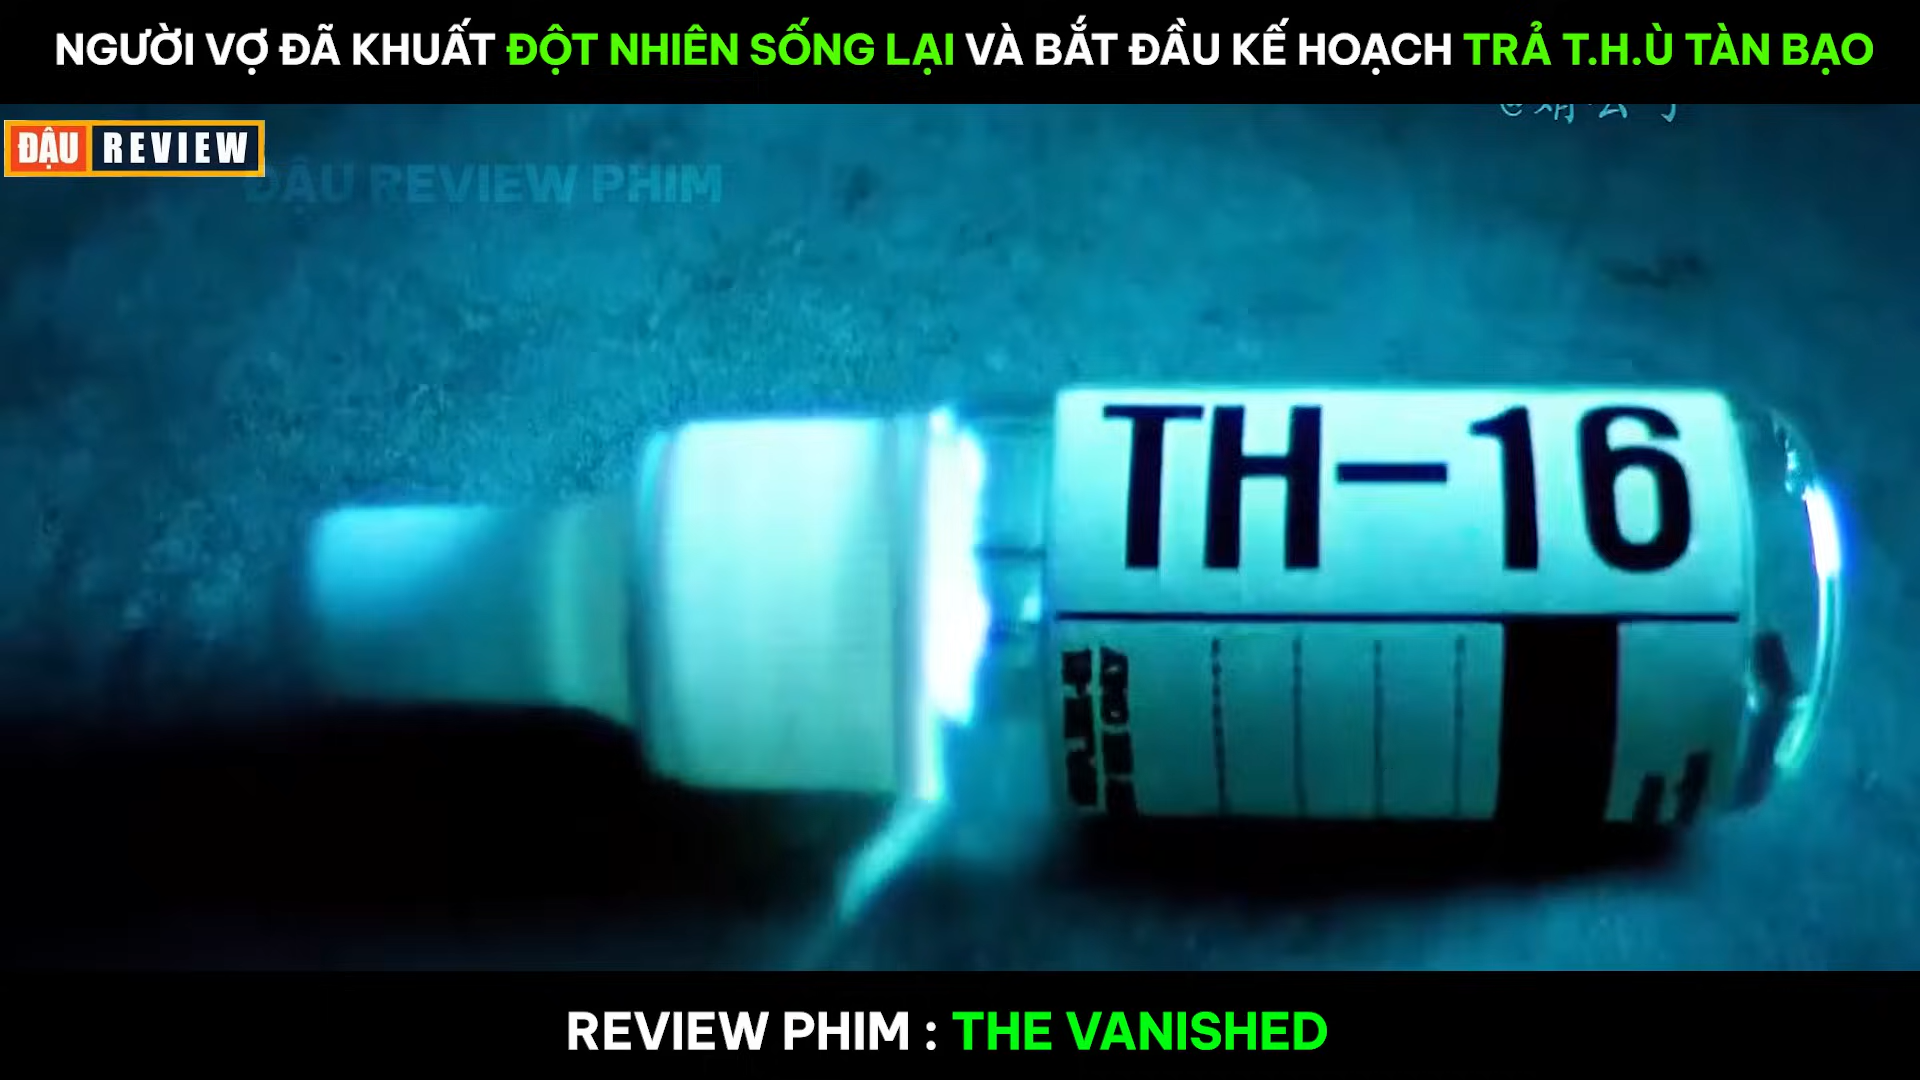 NGƯỜI VỢ ĐÃ KHUẤT ĐỘT NHIÊN SỐNG LẠI VÀ BẮT ĐẦU KẾ HOẠCH TRẢ T.H.Ù TÀN BẠO
ĐẬU REVIEW
ĐẬU REVIEW PHIM
TH-16
REVIEW PHIM : THE VANISHED